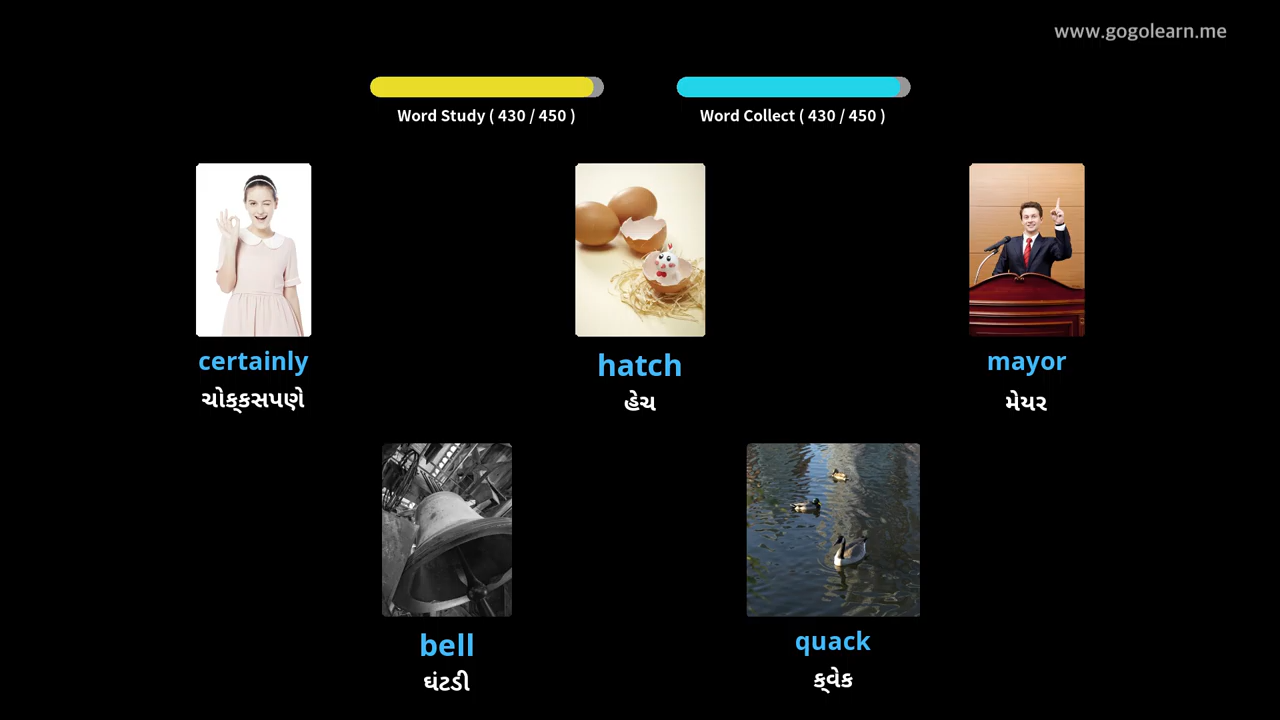 www.gogolearn.me
Word Study ( 430 / 450 )
Word Collect ( 430 / 450 )
certainly
ચોક્કસપણે
hatch
હેચ
mayor
મેયર
bell
ઘંટડી
quack
ક્વેક